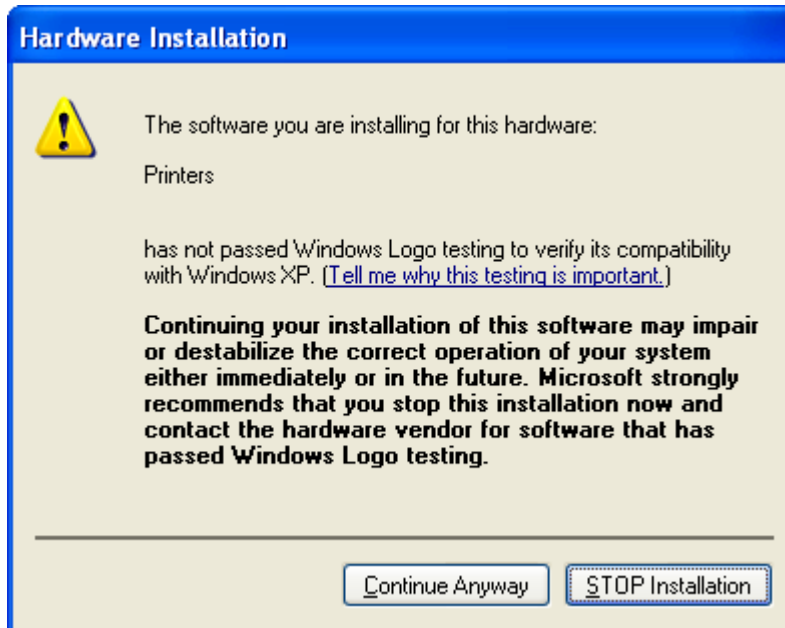 Hardware Installation
The software you are installing for this hardware:
Printers
has not passed Windows Logo testing to verify its compatibility
with Windows XP. (Tell me why this testing is important.)
Continuing your installation of this software may impair
or destabilize the correct operation of your system
either immediately or in the future. Microsoft strongly
recommends that you stop this installation now and
contact the hardware vendor for software that has
passed Windows Logo testing.
Continue Anyway
STOP Installation